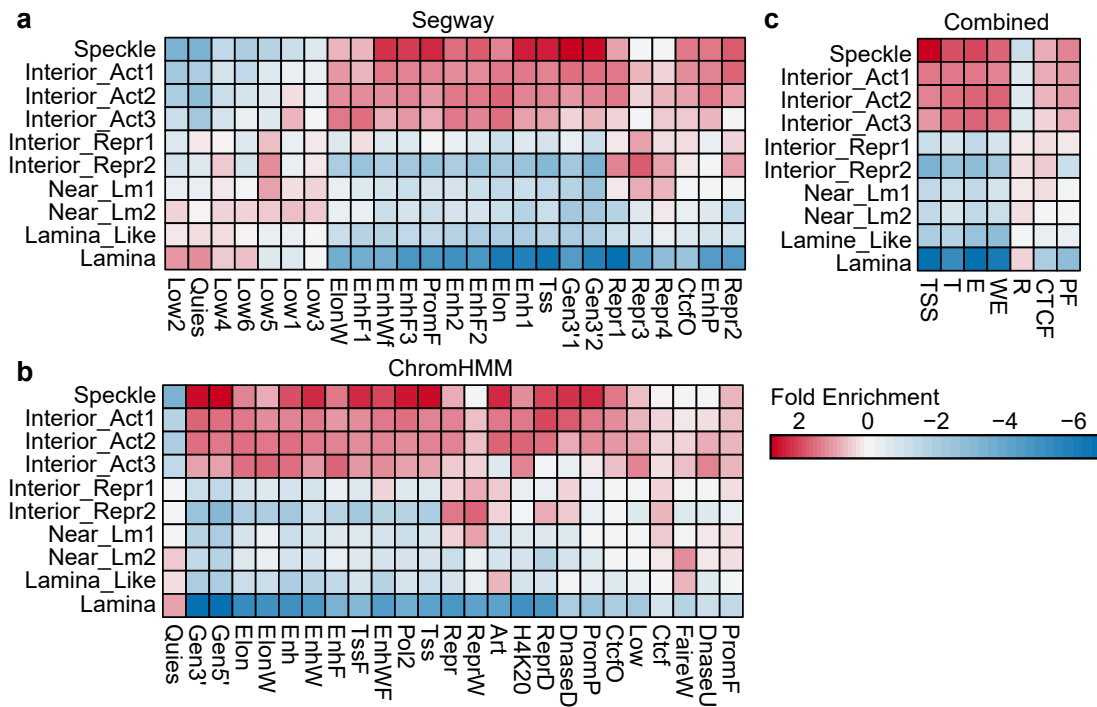 a
Segway
Speckle
Interior_Act1
Interior_Act2
Interior_Act3
Interior_Repr1
Interior_Repr2
Near_Lm1
Near_Lm2
Lamina_Like
Lamina
Low2
Quies
Low4
Low6
Low5
Low1
Low3
ElonW
EnhF1
EnhWf
EnhF3
PromF
Enh2
EnhF2
Elon
Enh1
Tss
Gen3'1
Gen3'2
Repr1
Repr3
Repr4
CtcfO
EnhP
Repr2
b
ChromHMM
Speckle
Interior_Act1
Interior_Act2
Interior_Act3
Interior_Repr1
Interior_Repr2
Near_Lm1
Near_Lm2
Lamina_Like
Lamina
Quies
Gen3'
Gen5'
Elon
ElonW
Enh
EnhW
EnhF
TssF
EnhWF
Pol2
Tss
Repr
ReprW
Art
H4K20
ReprD
DnaseD
PromP
CtcfO
Low
Ctcf
FaireW
DnaseU
PromF
c
Combined
Speckle
Interior_Act1
Interior_Act2
Interior_Act3
Interior_Repr1
Interior_Repr2
Near_Lm1
Near_Lm2
Lamine_Like
Lamina
TSS
T
E
WE
R
CTCF
PF
Fold Enrichment
2 0 −2 −4 −6